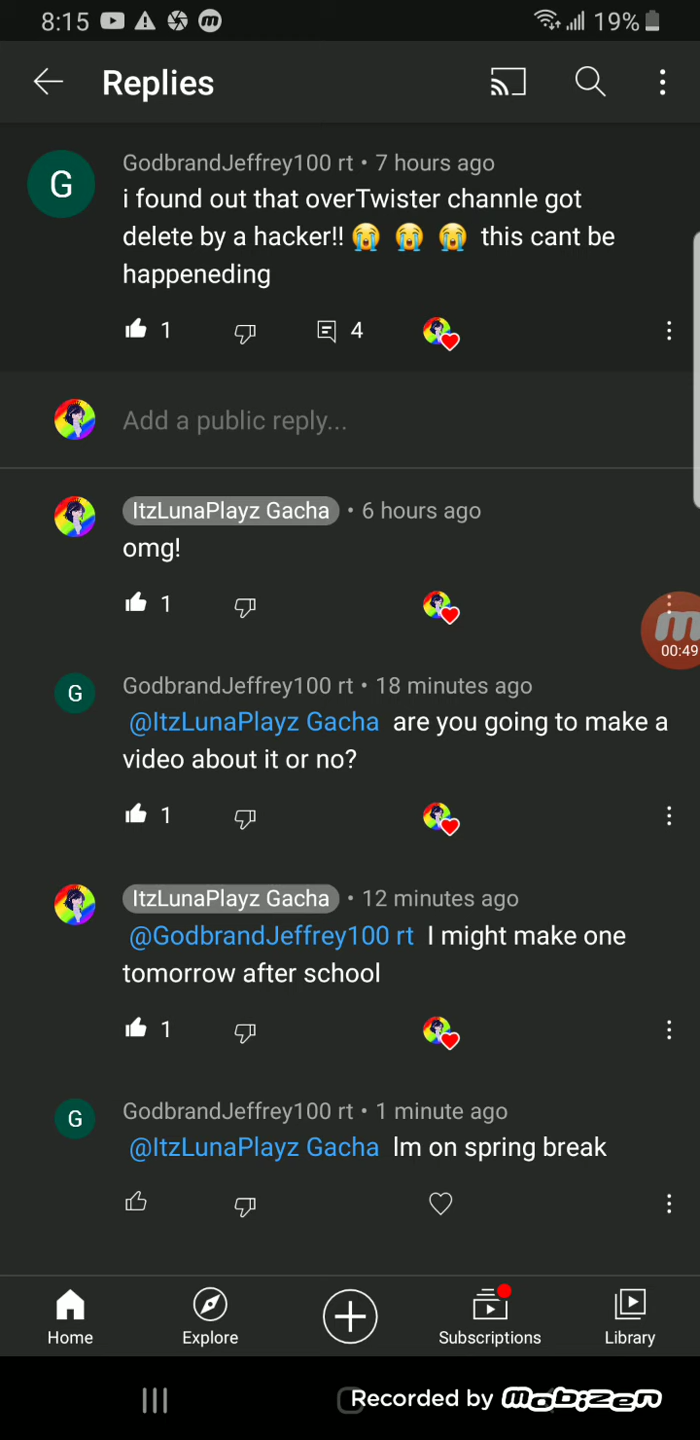 8:15 19%
Replies
G
GodbrandJeffrey100 rt • 7 hours ago
i found out that overTwister channle got
delete by a hacker!! 😭 😭 😭 this cant be
happeneding
1 4
Add a public reply...
ItzLunaPlayz Gacha • 6 hours ago
omg!
1
m
00:49
G
GodbrandJeffrey100 rt • 18 minutes ago
@ItzLunaPlayz Gacha are you going to make a
video about it or no?
1
ItzLunaPlayz Gacha • 12 minutes ago
@GodbrandJeffrey100 rt I might make one
tomorrow after school
1
G
GodbrandJeffrey100 rt • 1 minute ago
@ItzLunaPlayz Gacha Im on spring break
Home Explore Subscriptions Library
Recorded by mobizen